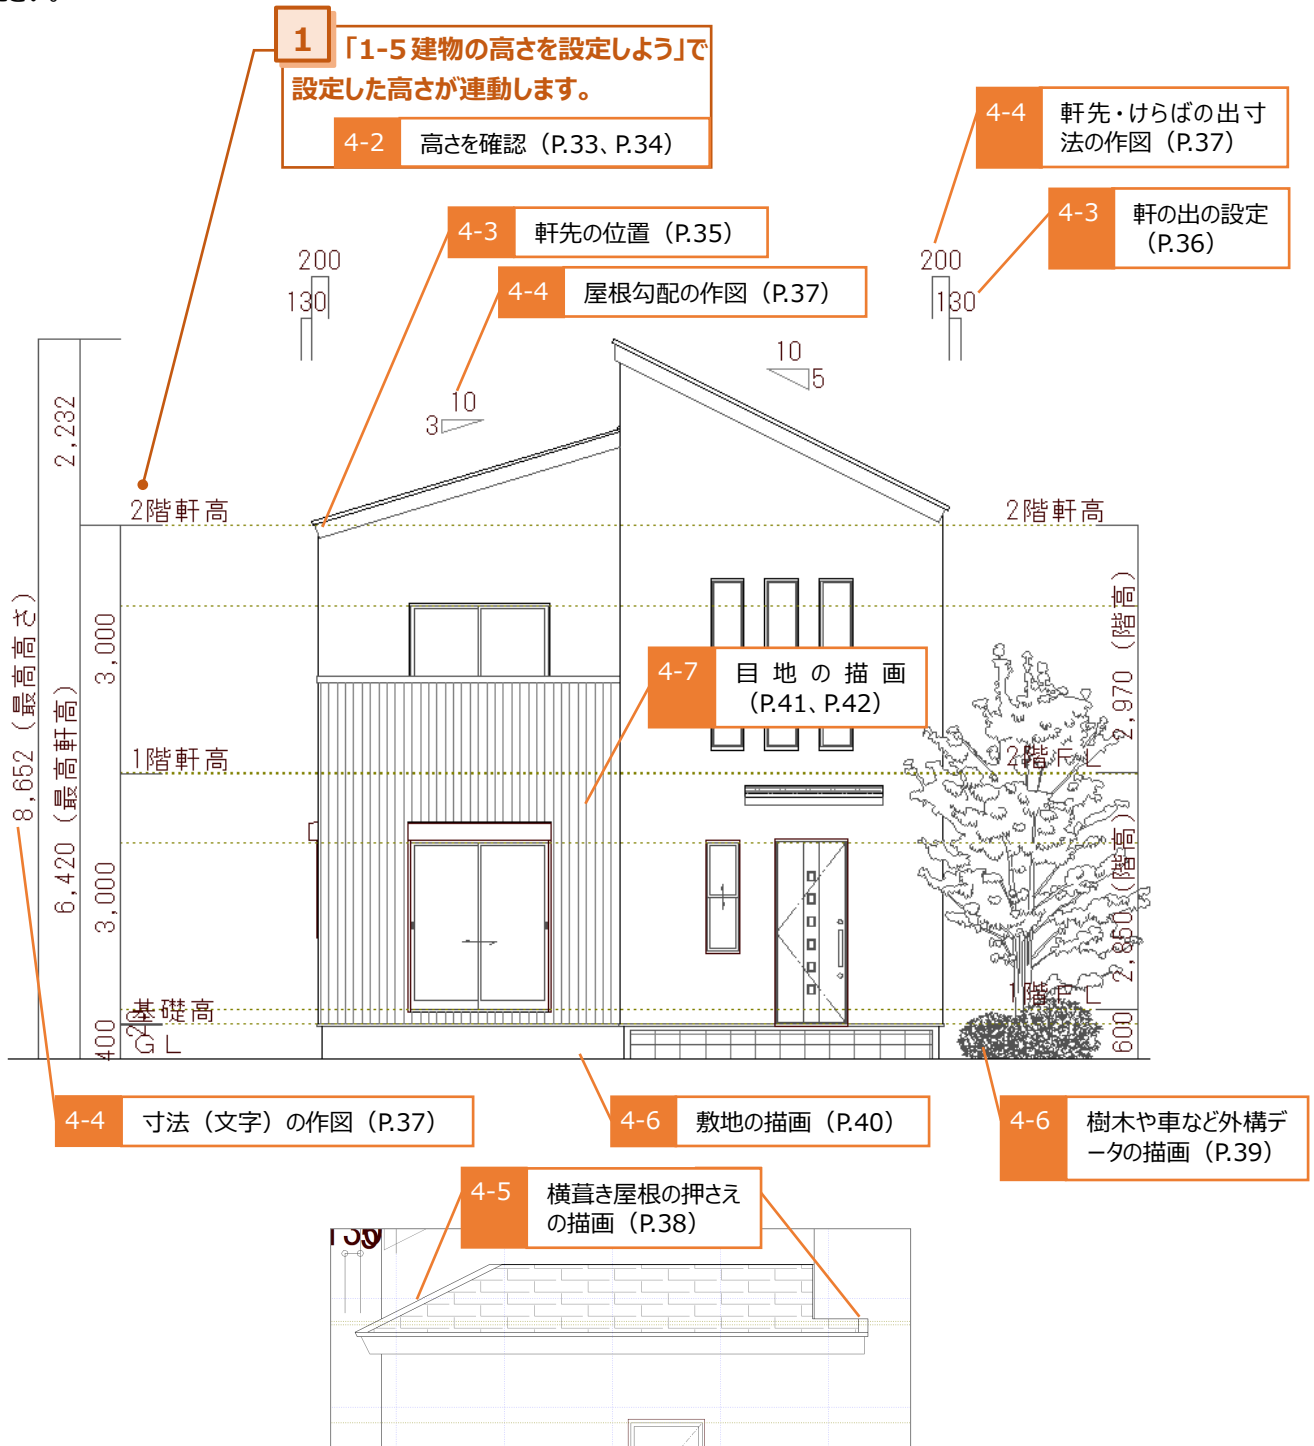 1
「1-5 建物の高さを設定しよう」で
設定した高さが連動します。
4-2 高さを確認（P.33、P.34）
4-4 軒先・けらばの出寸
法の作図（P.37）
4-3 軒先の位置（P.35）
4-3 軒の出の設定
（P.36）
4-4 屋根勾配の作図（P.37）
200
130
200
130
10
5
10
3
2,232
2階軒高
2階軒高
8,652（最高高さ）
6,420（最高軒高）
3,000
2,970（階高）
4-7 目地の描画
（P.41、P.42）
1階軒高
2階FL
3,000
2,850（階高）
基礎高
1階FL
400
20
GL
600
4-4 寸法（文字）の作図（P.37）
4-6 敷地の描画（P.40）
4-6 樹木や車など外構デ
ータの描画（P.39）
4-5 横葺き屋根の押さえ
の描画（P.38）